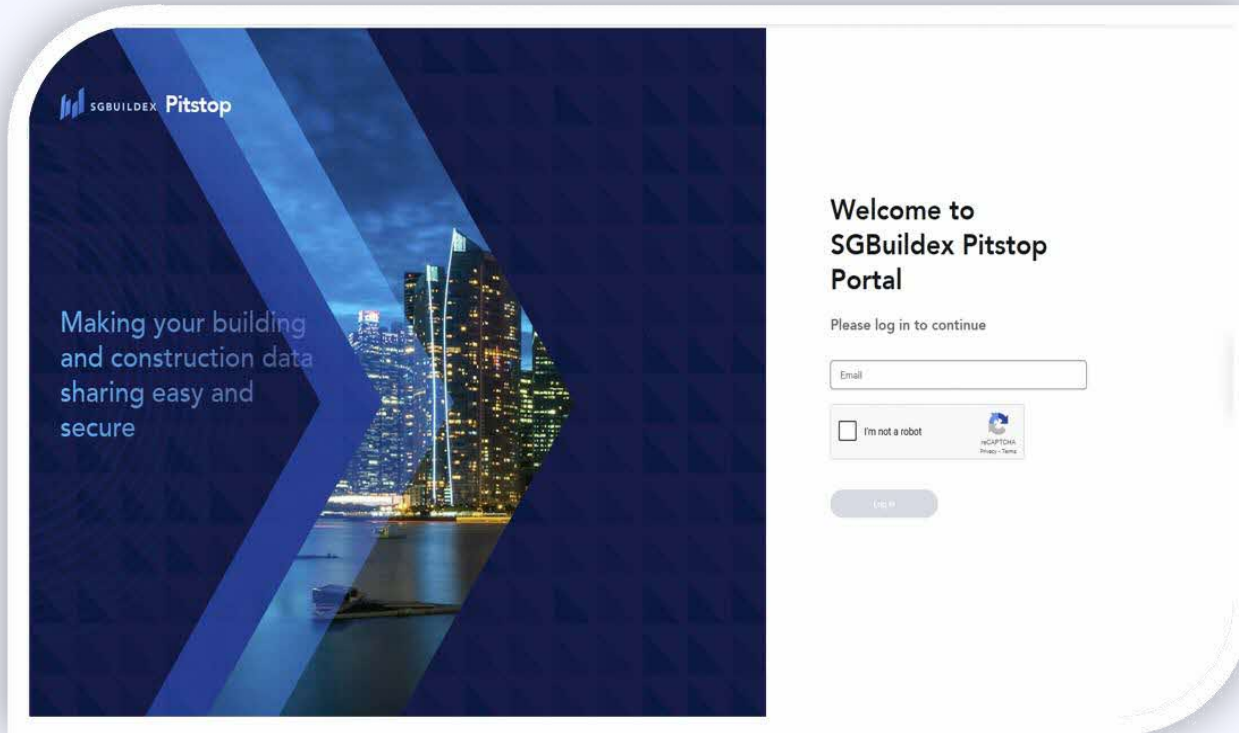 SGBUILDEX Pitstop
Making your building
and construction data
sharing easy and
secure
Welcome to
SGBuildex Pitstop
Portal
Please log in to continue
Email
I'm not a robot
reCAPTCHA
Privacy - Terms
Log in